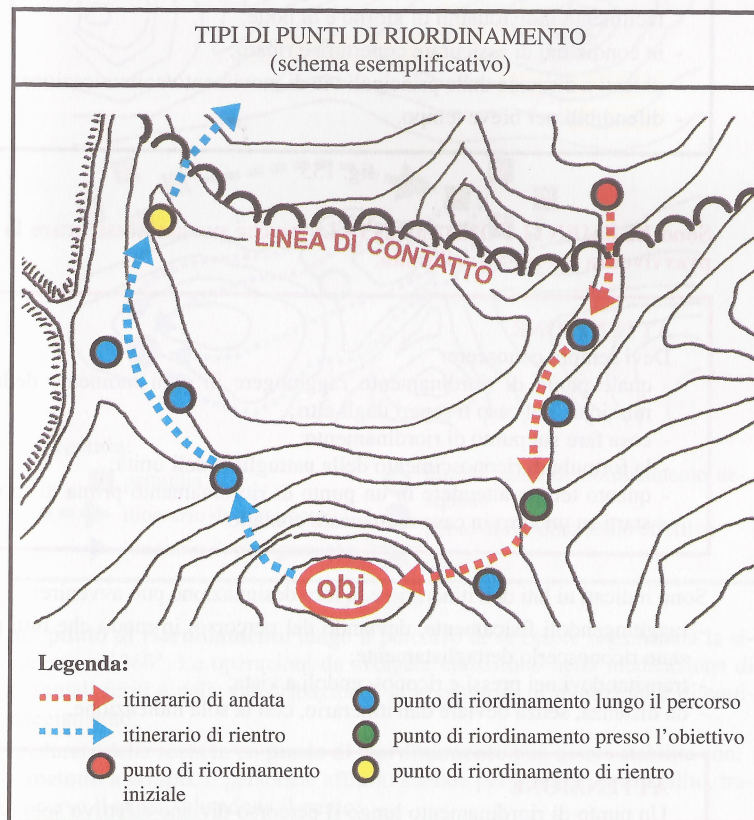 TIPI DI PUNTI DI RIORDINAMENTO
(schema esemplificativo)
LINEA DI CONTATTO
obj
Legenda:
itinerario di andata
itinerario di rientro
punto di riordinamento
iniziale
punto di riordinamento lungo il percorso
punto di riordinamento presso l'obiettivo
punto di riordinamento di rientro